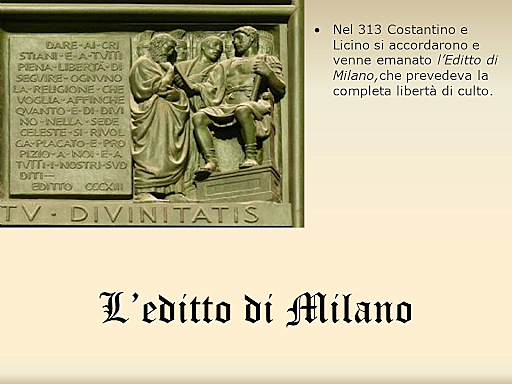 DARE·AI·CRI
STIANI·E·A·TVTTI
PIENA·LIBERTÀ·DI
SEGVIRE·OGNVNO
LA·RELIGIONE·CHE
VOGLIA·AFFINCHE
QVANTO·E·DI·DIVI
NO·NELLA·SEDE
CELESTE·SI·RIVOL
GA·PLACATO·E·PRO
PIZIO·A·NOI·E·A
TVTTI·I·NOSTRI·SVD
DITI—
EDITTO CCCXIII
TV·DIVINITATIS
• Nel 313 Costantino e
Licino si accordarono e
venne emanato l’Editto di
Milano,che prevedeva la
completa libertà di culto.
L’editto di Milano